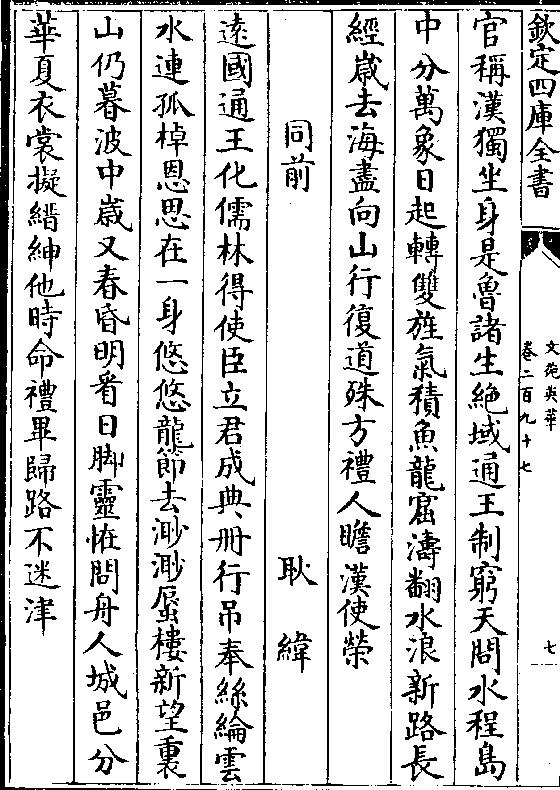 欽定四庫全書
文苑英華
卷二百九十七
七
官稱漢獨坐身是魯諸生絶域通王制窮天問水程島
中分萬象日起轉雙旌氣積魚龍窟濤翻水浪新路長
經歲去海盡向山行復道殊方禮人瞻漢使榮
同前 耿緯
逺國通王化儒林得使臣立君成典册行吊奉絲綸雲
水連孤棹恩思在一身悠悠龍節去渺渺蜃樓新望裏
山仍暮波中歲又春昏明看日脚靈恠問舟人城邑分
華夏衣裳擬縉紳他時命禮畢歸路不迷津